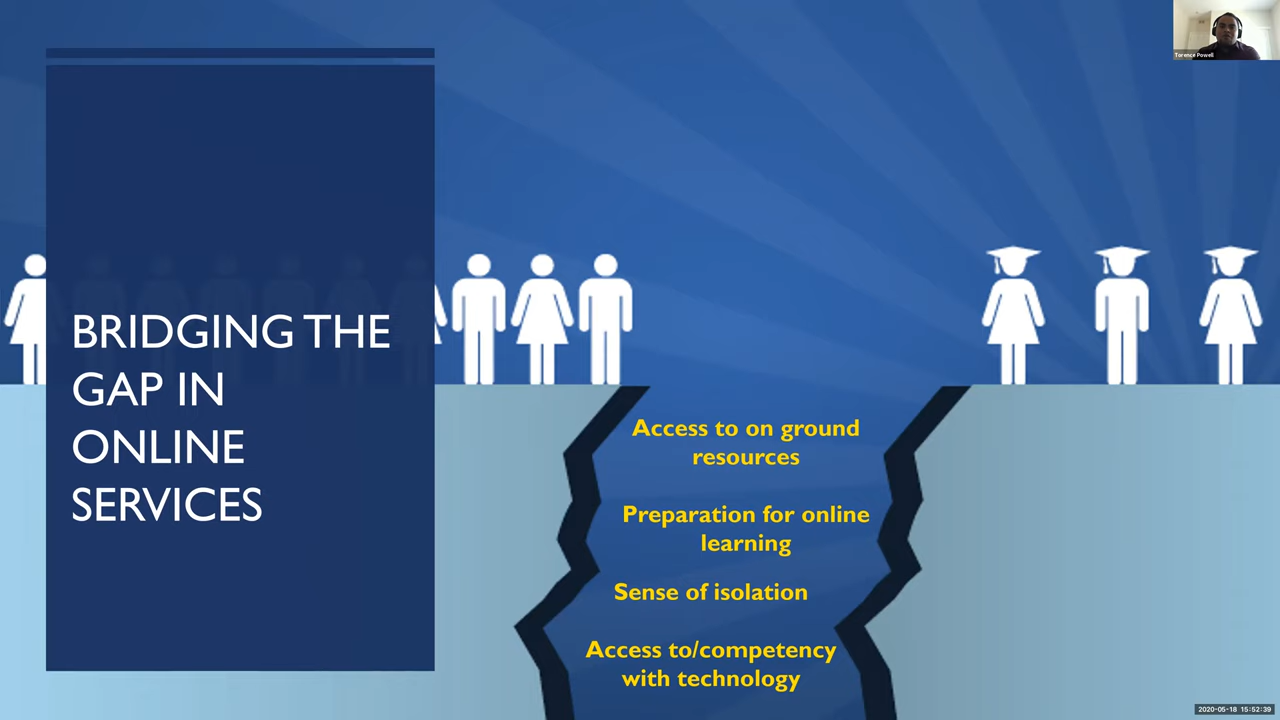 Torence Powell
BRIDGING THE
GAP IN
ONLINE
SERVICES
Access to on ground
resources
Preparation for online
learning
Sense of isolation
Access to/competency
with technology
2020-05-18 15:52:39